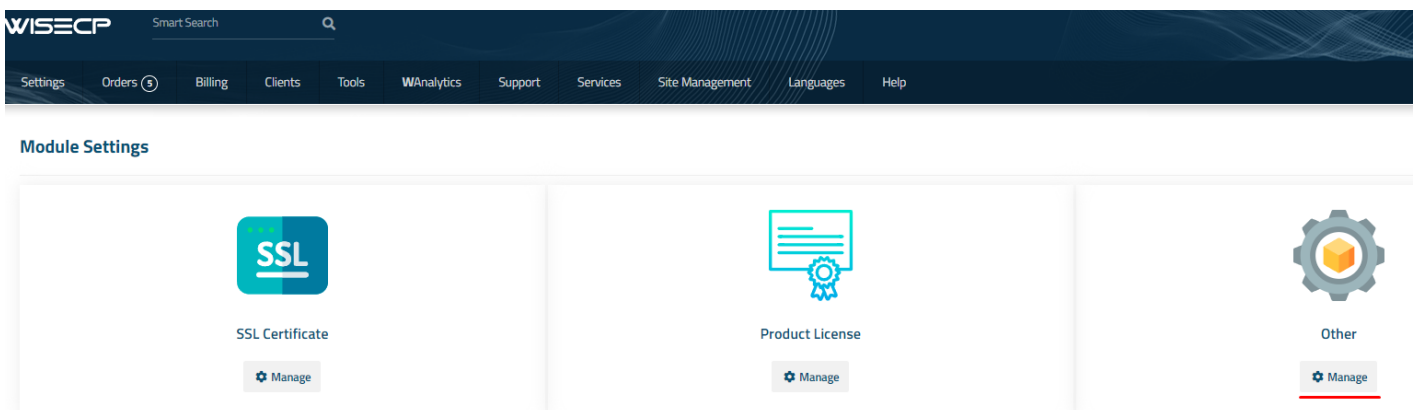 WISECP Smart Search
Settings Orders 5 Billing Clients Tools WAnalytics Support Services Site Management Languages Help
Module Settings
SSL
SSL Certificate Product License Other
Manage Manage Manage